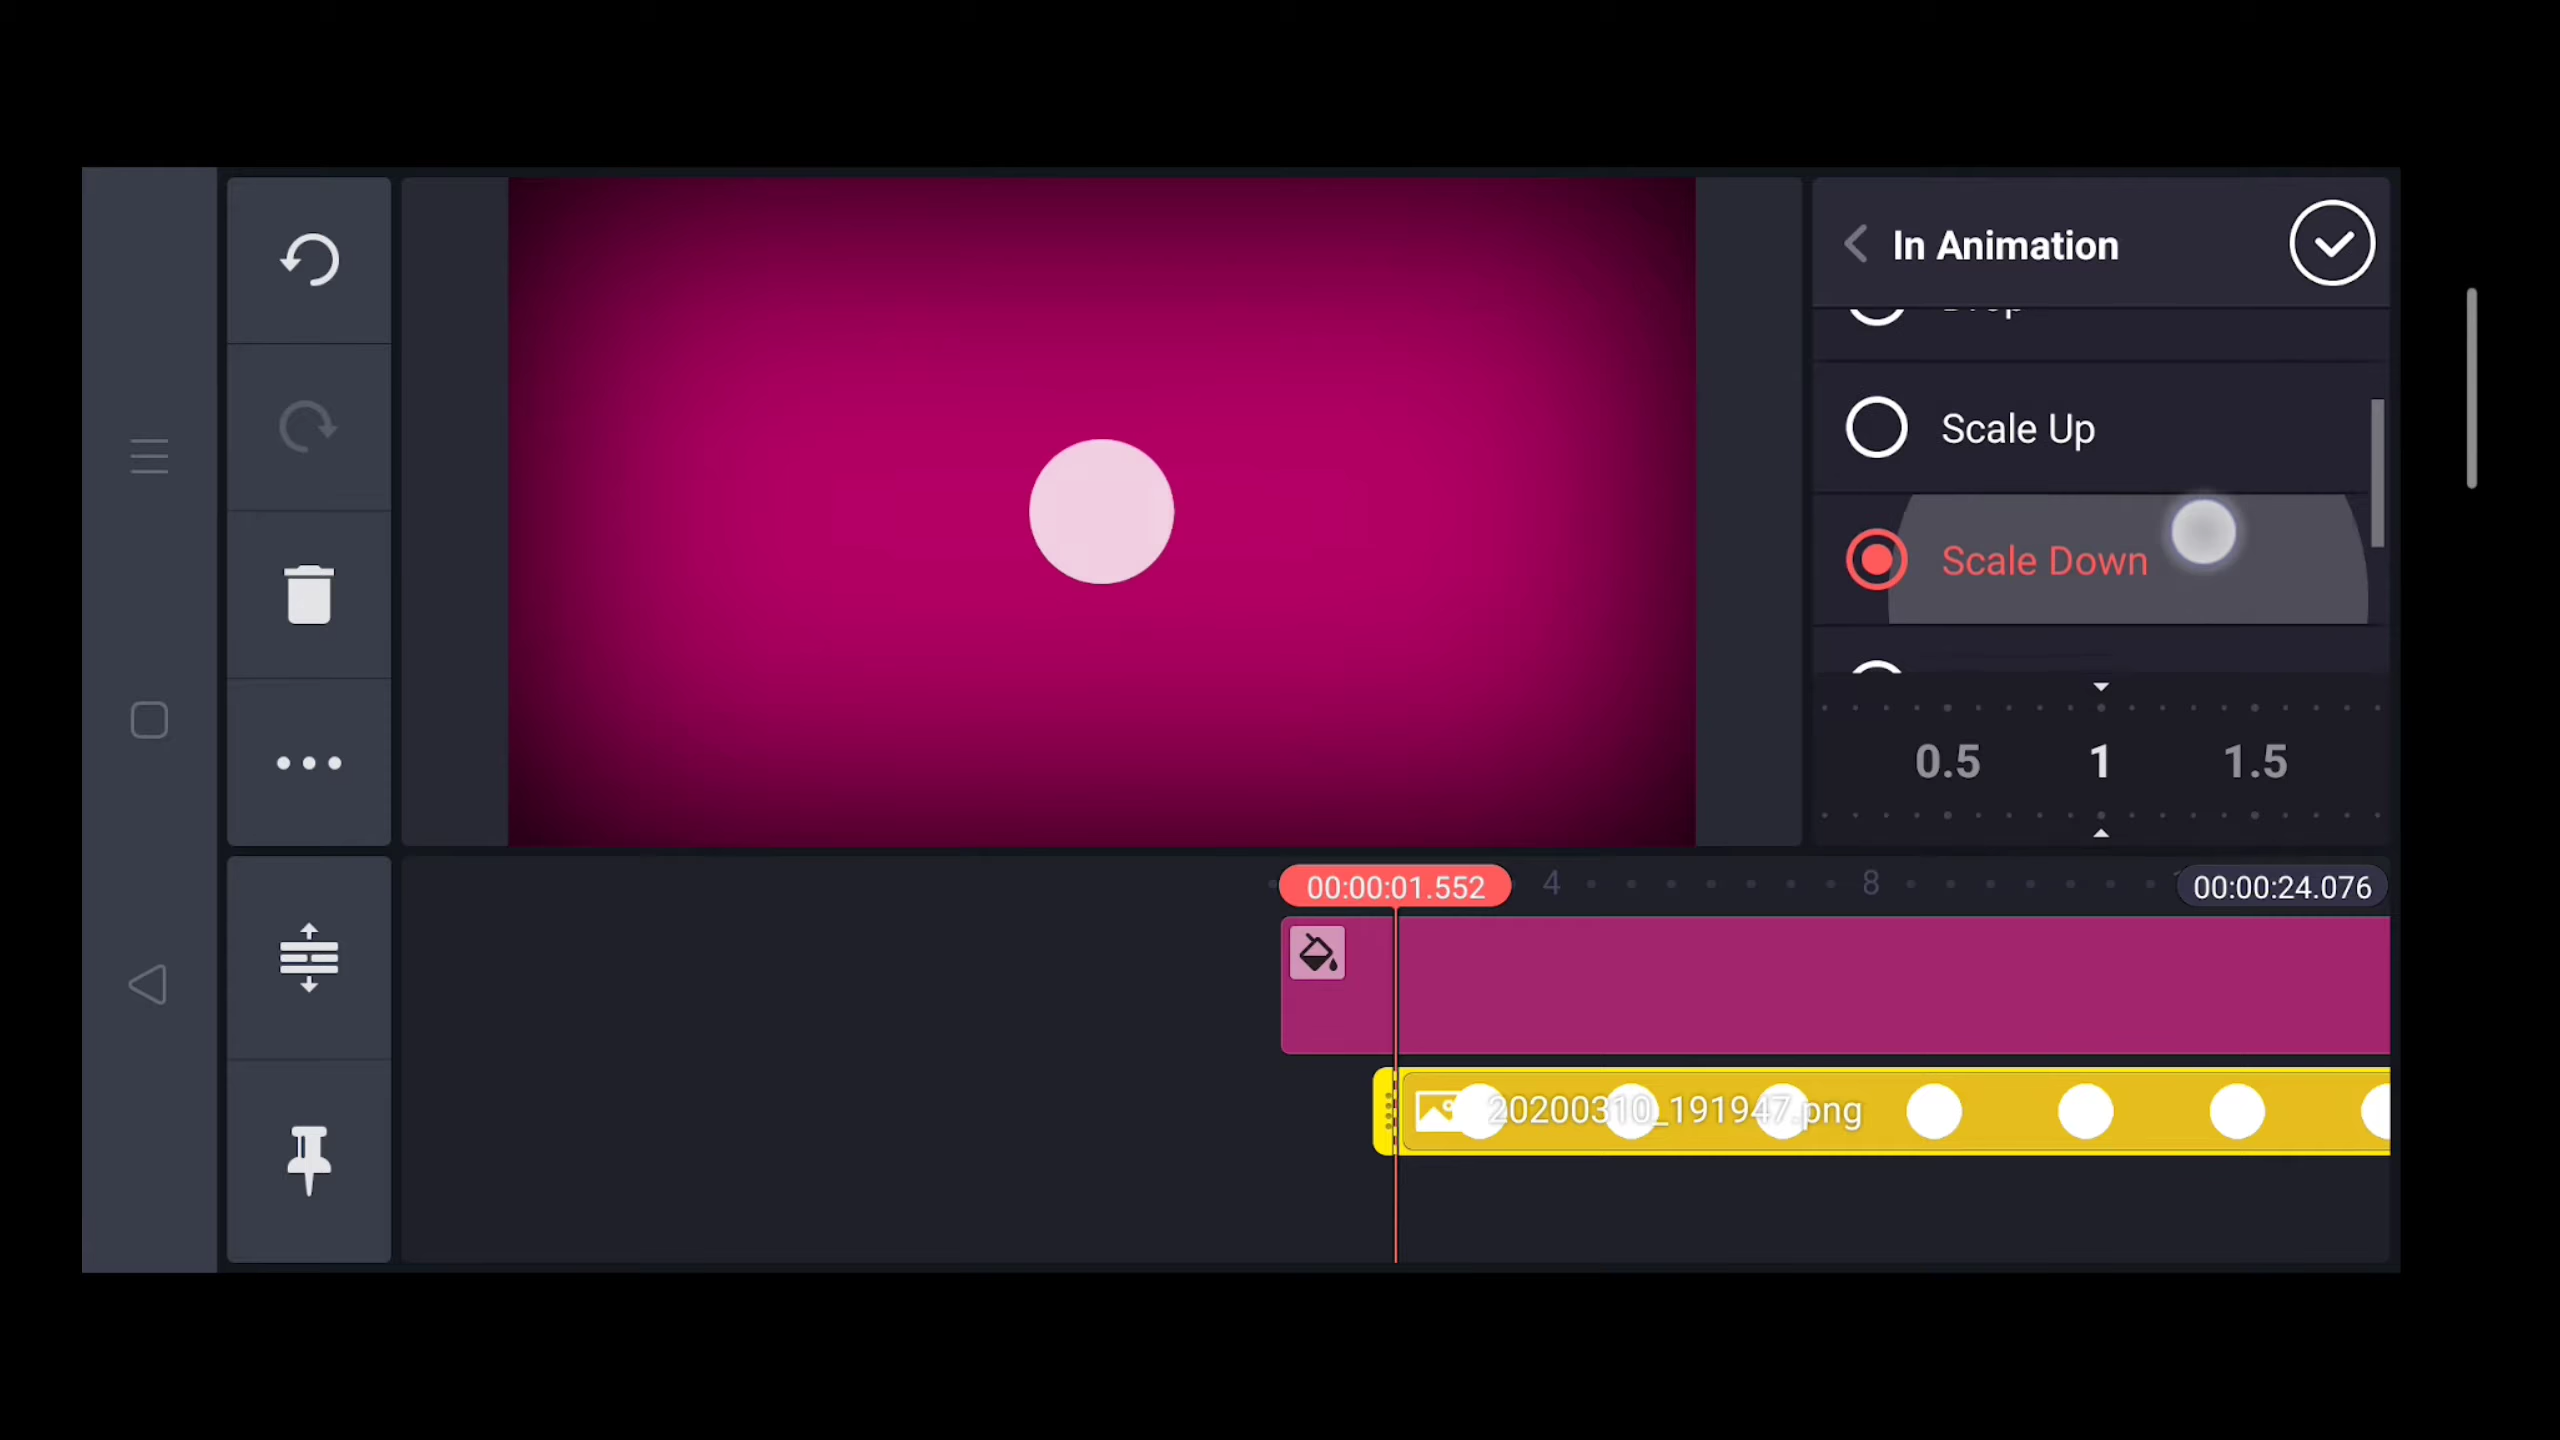 In Animation
Drop
Scale Up
Scale Down
0.5 1 1.5
00:00:01.552 4 8 00:00:24.076
20200310_191947.png